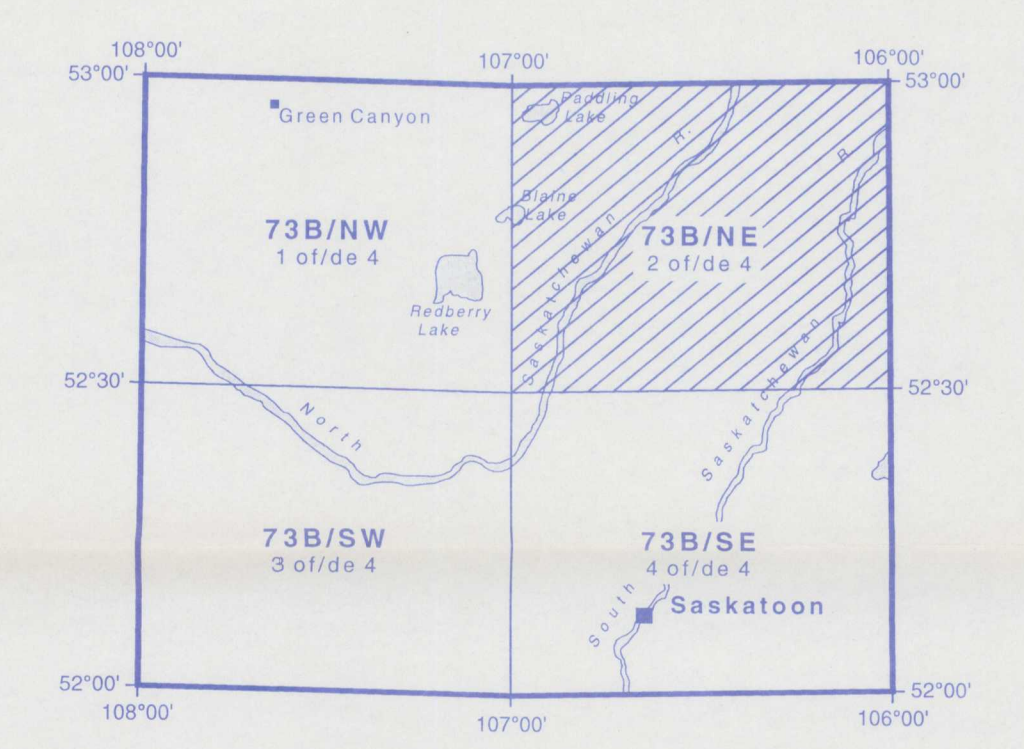 108°00'
107°00'
106°00'
53°00'
53°00'
Green Canyon
Paddling
Lake
R.
R.
Blaine
Lake
73B/NW
1 of/de 4
73B/NE
2 of/de 4
Saskatchewan
Redberry
Lake
52°30'
52°30'
North
Saskatchewan
73B/SW
3 of/de 4
73B/SE
4 of/de 4
South
Saskatoon
52°00'
52°00'
108°00'
107°00'
106°00'